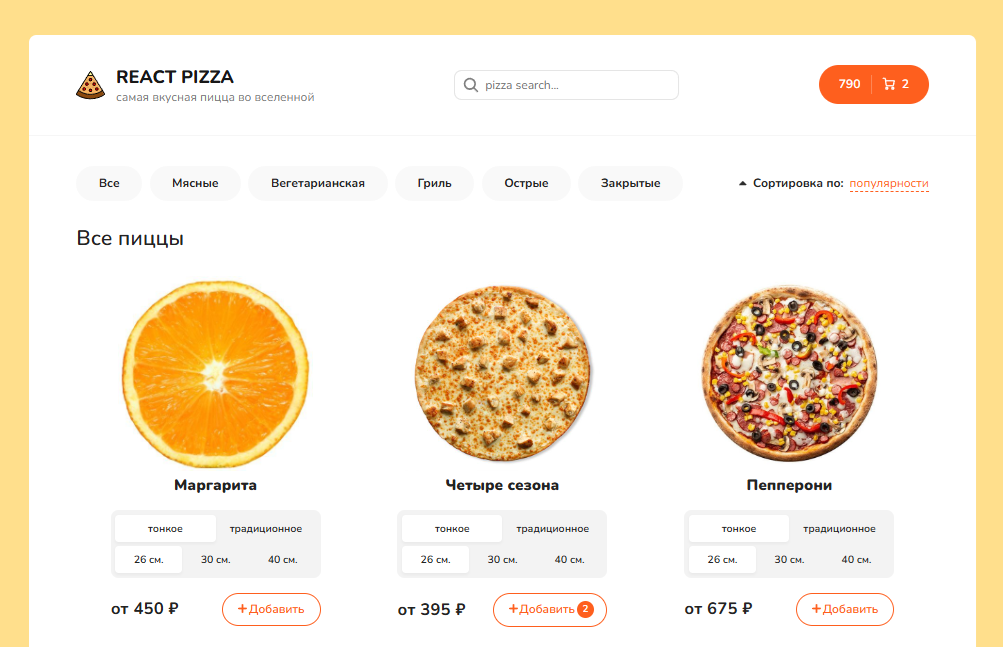 REACT PIZZA
самая вкусная пицца во вселенной
pizza search...
790 2
Все Мясные Вегетарианская Гриль Острые Закрытые Сортировка по: популярности
Все пиццы
Маргарита Четыре сезона Пепперони
тонкое традиционное тонкое традиционное тонкое традиционное
26 см. 30 см. 40 см. 26 см. 30 см. 40 см. 26 см. 30 см. 40 см.
от 450 ₽ +Добавить от 395 ₽ +Добавить 2 от 675 ₽ +Добавить